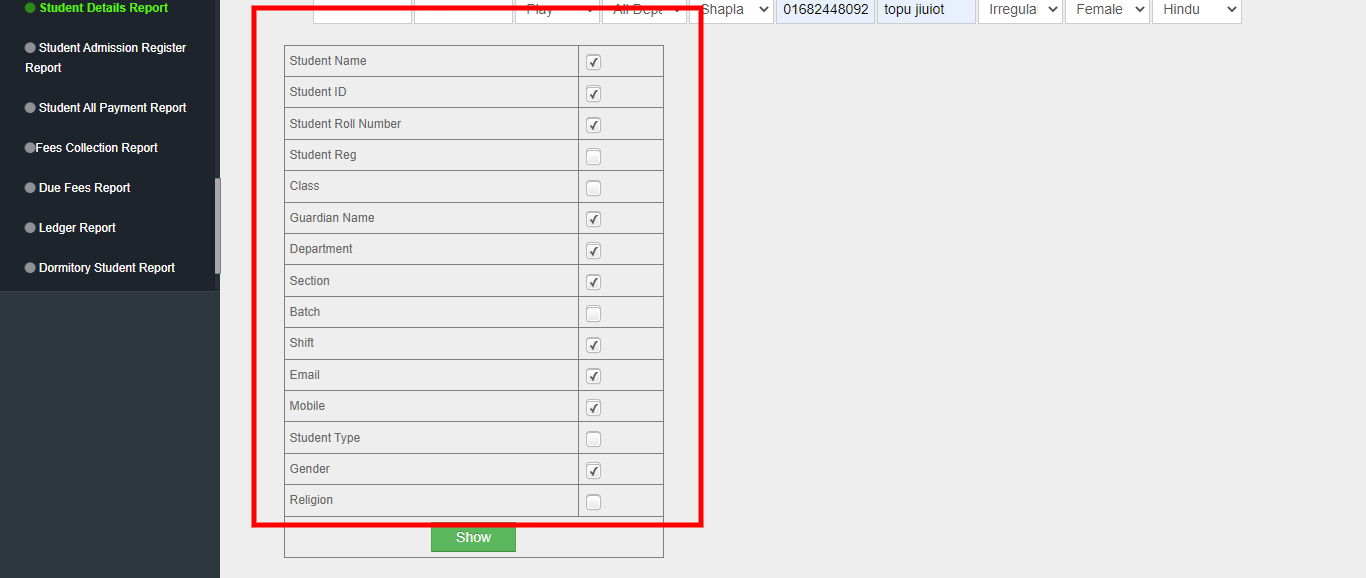 Student Details Report
Student Admission Register
Report
Student All Payment Report
Fees Collection Report
Due Fees Report
Ledger Report
Dormitory Student Report
Play All Dept Shapla 01682448092 topu jiuiot Irregula Female Hindu
Student Name
Student ID
Student Roll Number
Student Reg
Class
Guardian Name
Department
Section
Batch
Shift
Email
Mobile
Student Type
Gender
Religion
Show